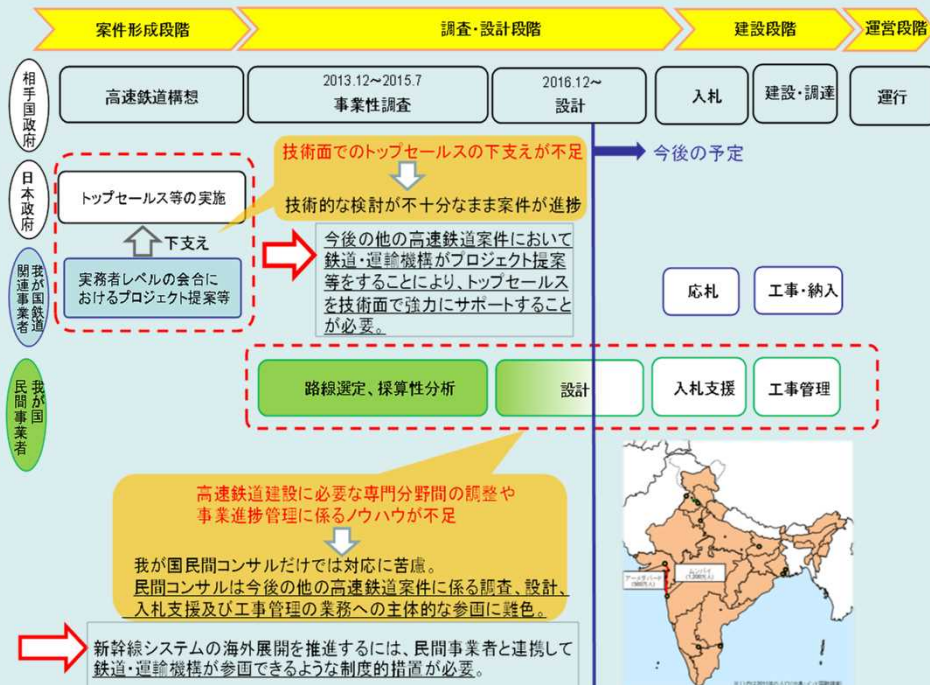 案件形成段階
調査・設計段階
建設段階
運営段階
相手国政府
高速鉄道構想
2013.12～2015.7
事業性調査
2016.12～
設計
入札
建設・調達
運行
技術面でのトップセールスの下支えが不足
今後の予定
日本政府
トップセールス等の実施
技術的な検討が不十分なまま案件が進捗
下支え
今後の他の高速鉄道案件において
鉄道・運輸機構がプロジェクト提案
等をすることにより、トップセールス
を技術面で強力にサポートすること
が必要。
我が国鉄道
関連事業者
実務者レベルの会合に
おけるプロジェクト提案等
応札
工事・納入
我が国
民間事業者
路線選定、採算性分析
設計
入札支援
工事管理
高速鉄道建設に必要な専門分野間の調整や
事業進捗管理に係るノウハウが不足
我が国民間コンサルだけでは対応に苦慮。
民間コンサルは今後の他の高速鉄道案件に係る調査、設計、
入札支援及び工事管理の業務への主体的な参画に難色。
ムンバイ
アーメダバード
新幹線システムの海外展開を推進するには、民間事業者と連携して
鉄道・運輸機構が参画できるような制度的措置が必要。